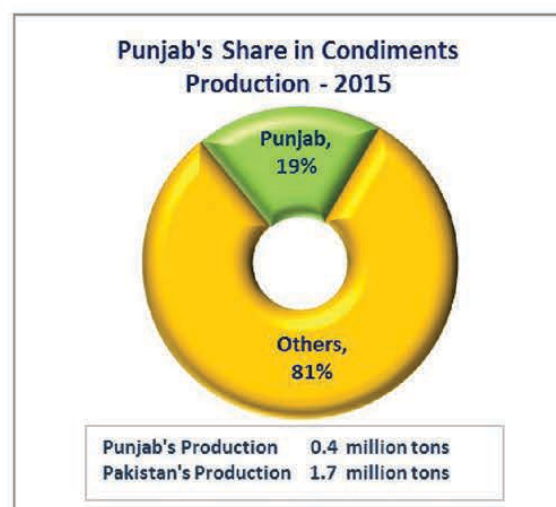 Punjab's Share in Condiments
Production - 2015
Punjab,
19%
Others,
81%
Punjab's Production 0.4 million tons
Pakistan's Production 1.7 million tons